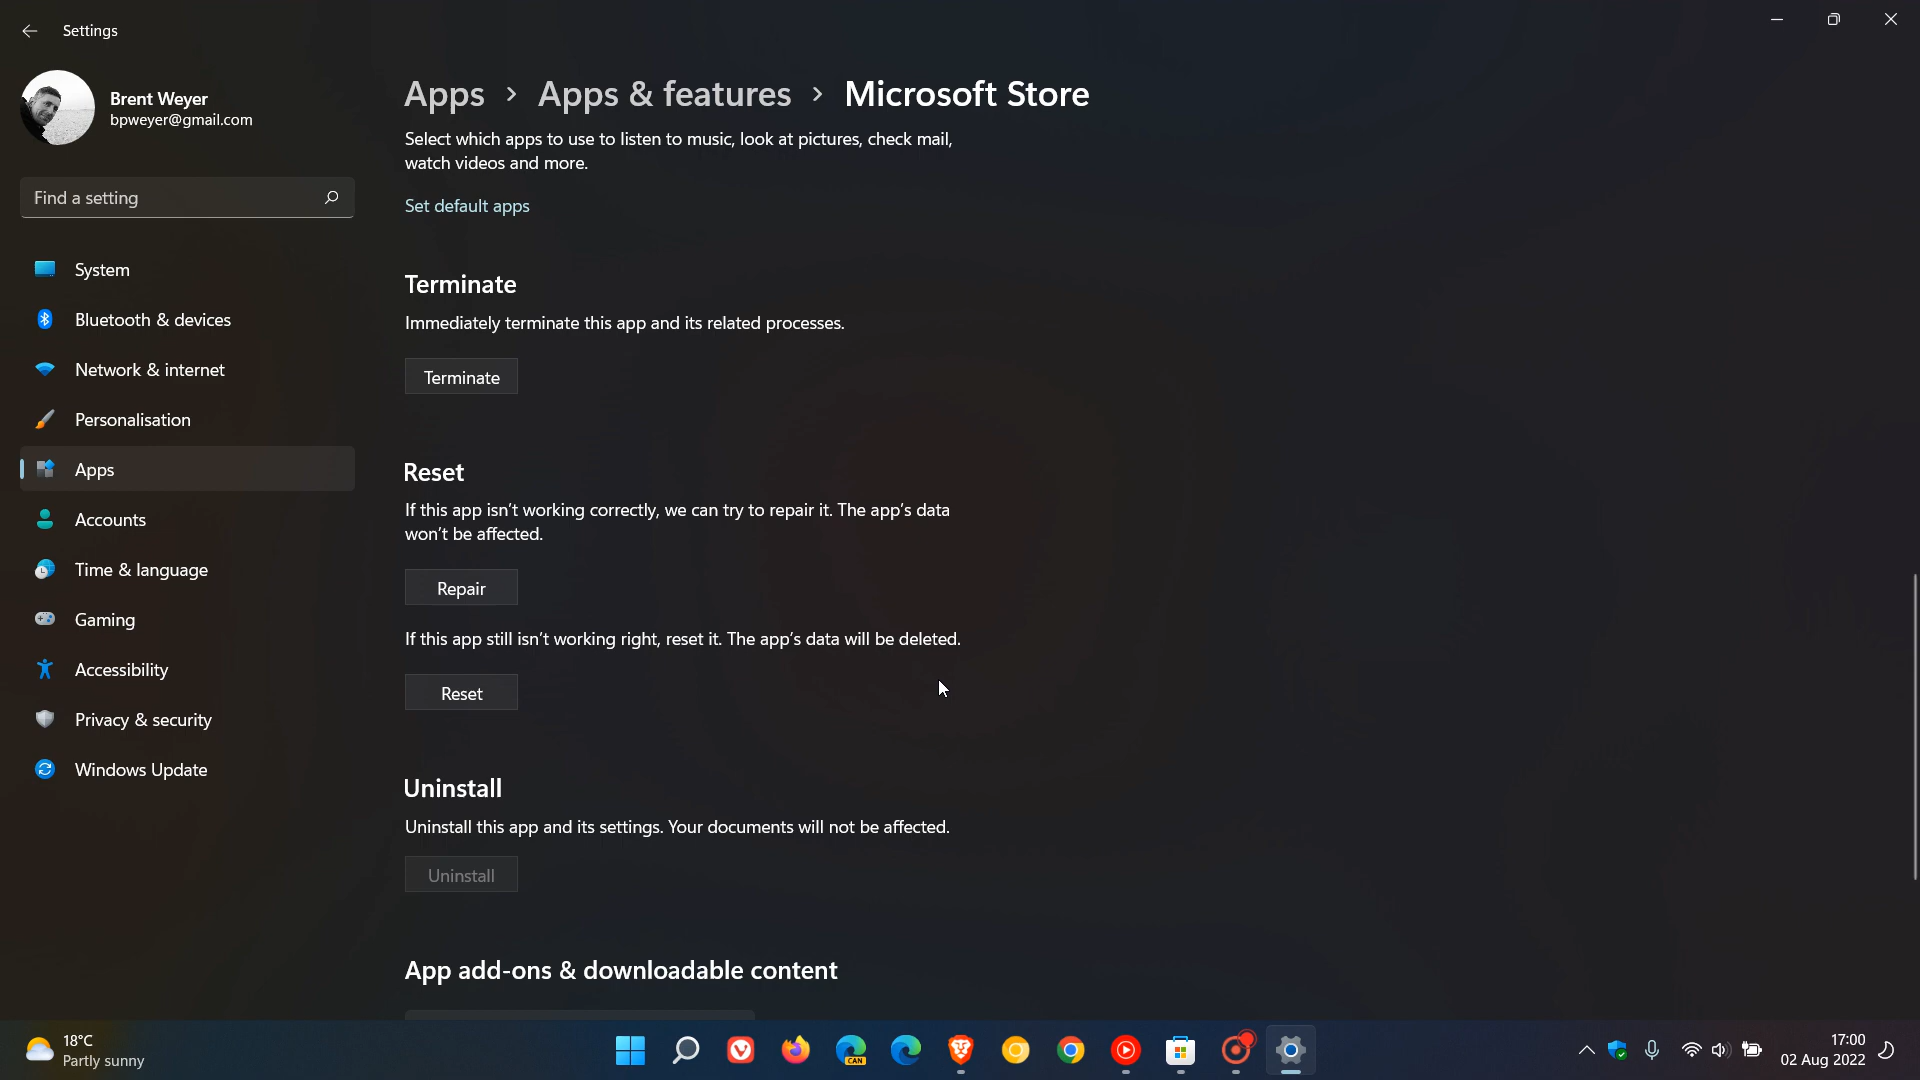 Settings
Brent Weyer
bpweyer@gmail.com
Find a setting
System
Bluetooth & devices
Network & internet
Personalisation
Apps
Accounts
Time & language
Gaming
Accessibility
Privacy & security
Windows Update
Apps > Apps & features > Microsoft Store
Select which apps to use to listen to music, look at pictures, check mail,
watch videos and more.
Set default apps
Terminate
Immediately terminate this app and its related processes.
Terminate
Reset
If this app isn't working correctly, we can try to repair it. The app's data
won't be affected.
Repair
If this app still isn't working right, reset it. The app's data will be deleted.
Reset
Uninstall
Uninstall this app and its settings. Your documents will not be affected.
Uninstall
App add-ons & downloadable content
18°C
Partly sunny
CAN
17:00
02 Aug 2022